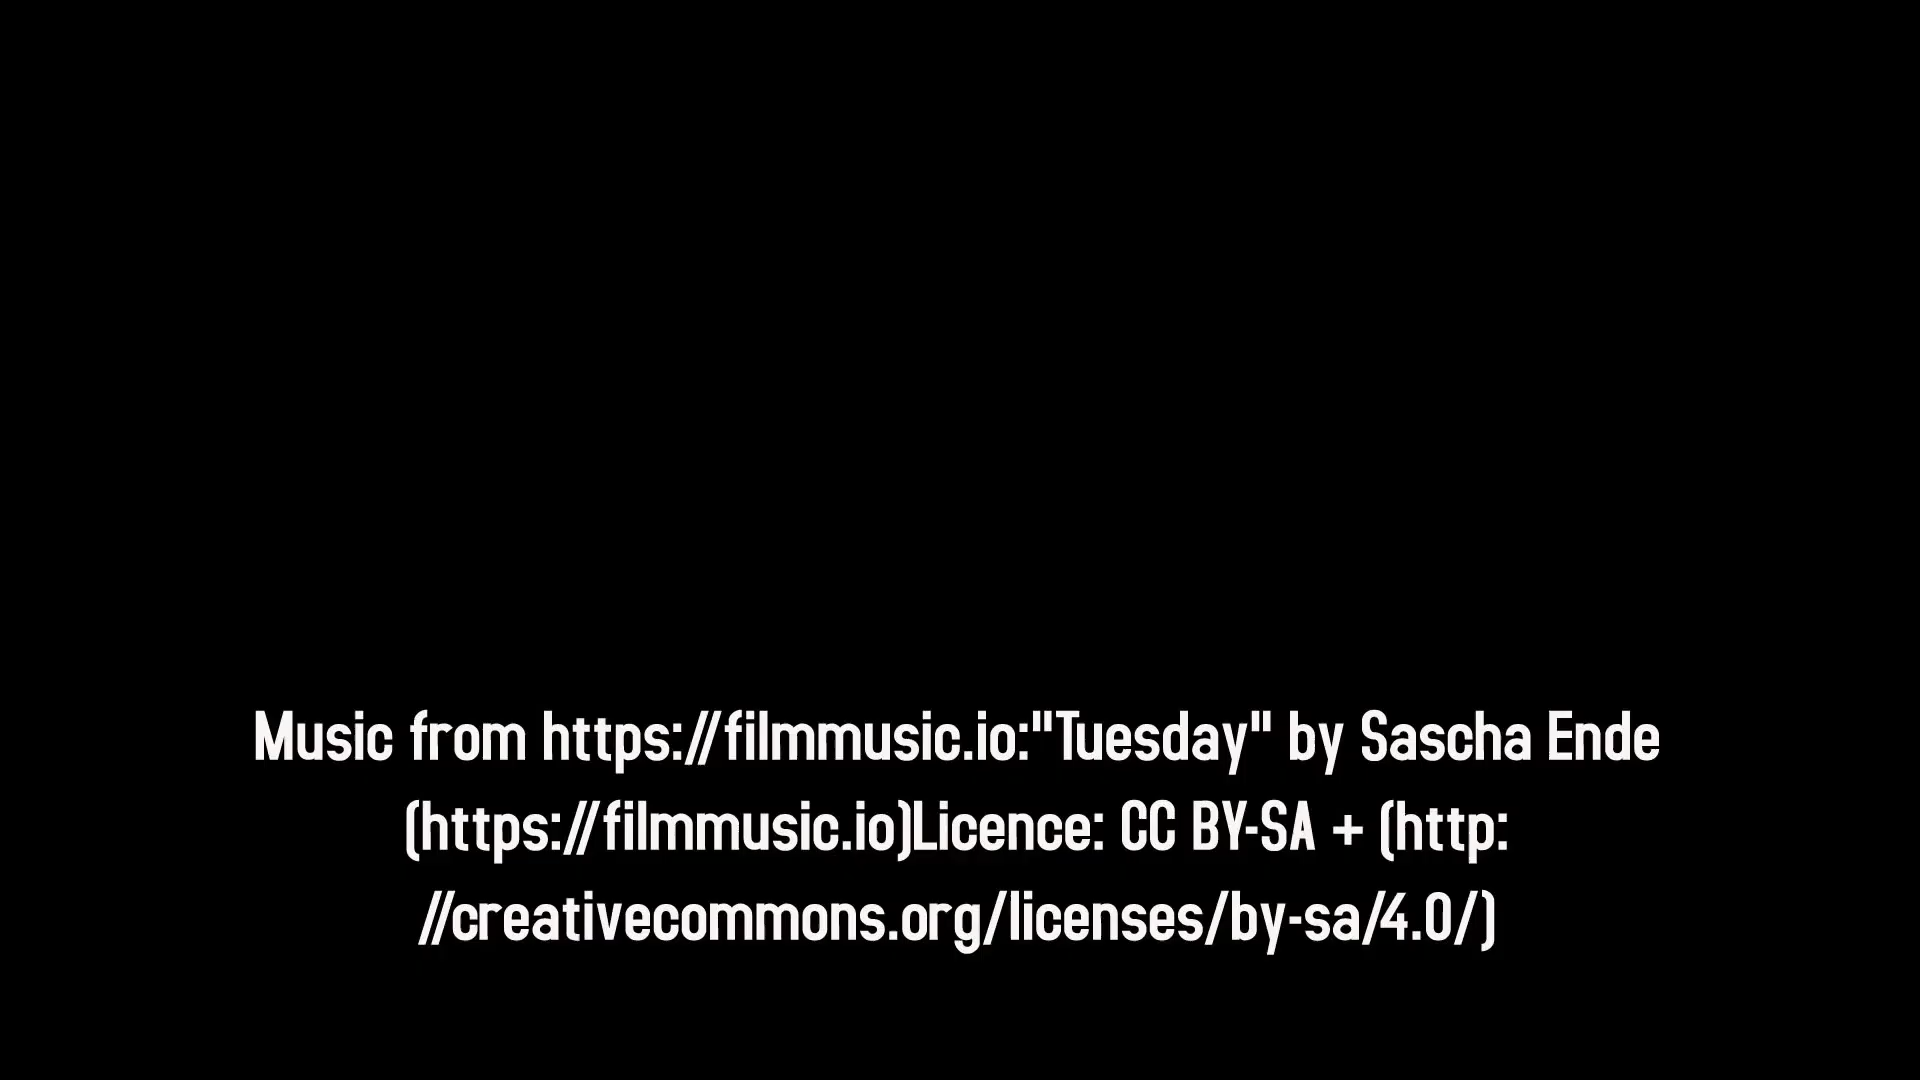 Music from https://filmmusic.io:"Tuesday" by Sascha Ende
(https://filmmusic.io)Licence: CC BY-SA + (http:
//creativecommons.org/licenses/by-sa/4.0/)